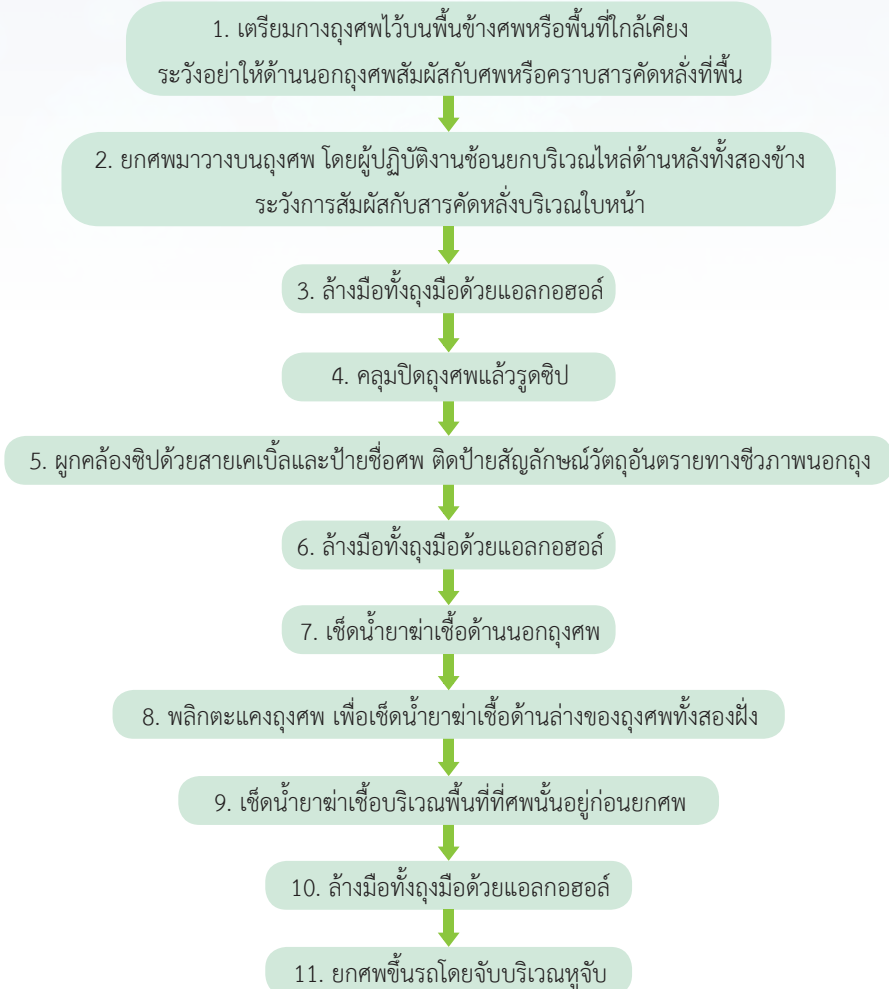 1. เตรียมกางถุงศพไว้บนพื้นข้างศพหรือพื้นที่ใกล้เคียง
ระวังอย่าให้ด้านนอกถุงศพสัมผัสกับศพหรือคราบสารคัดหลั่งที่พื้น
2. ยกศพมาวางบนถุงศพ โดยผู้ปฏิบัติงานช้อนยกบริเวณไหล่ด้านหลังทั้งสองข้าง
ระวังการสัมผัสกับสารคัดหลั่งบริเวณใบหน้า
3. ล้างมือทั้งถุงมือด้วยแอลกอฮอล์
4. คลุมปิดถุงศพแล้วรูดซิป
5. ผูกคล้องซิปด้วยสายเคเบิ้ลและป้ายชื่อศพ ติดป้ายสัญลักษณ์วัตถุอันตรายทางชีวภาพนอกถุง
6. ล้างมือทั้งถุงมือด้วยแอลกอฮอล์
7. เช็ดน้ำยาฆ่าเชื้อด้านนอกถุงศพ
8. พลิกตะแคงถุงศพ เพื่อเช็ดน้ำยาฆ่าเชื้อด้านล่างของถุงศพทั้งสองฝั่ง
9. เช็ดน้ำยาฆ่าเชื้อบริเวณพื้นที่ที่ศพนั้นอยู่ก่อนยกศพ
10. ล้างมือทั้งถุงมือด้วยแอลกอฮอล์
11. ยกศพขึ้นรถโดยจับบริเวณหูจับ